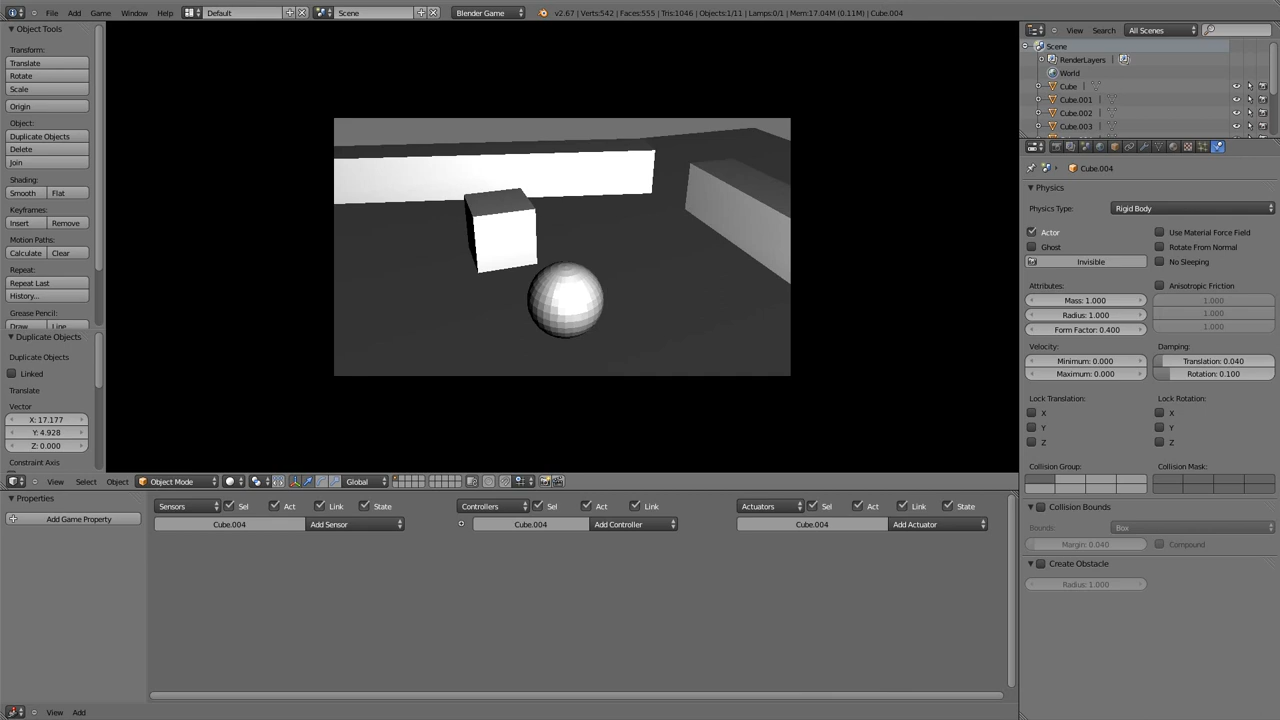 File Add Game Window Help Default Scene Blender Game v2.67 | Verts:542 | Faces:555 | Tris:1046 | Objects:1/11 | Lamps:0/1 | Mem:17.04M (0.11M) | Cube.004
Object Tools
Transform:
Translate
Rotate
Scale
Origin
Object:
Duplicate Objects
Delete
Join
Shading:
Smooth Flat
Keyframes:
Insert Remove
Motion Paths:
Calculate Clear
Repeat:
Repeat Last
History...
Grease Pencil:
Draw Line
Duplicate Objects
Duplicate Objects
Linked
Translate
Vector
X: 17.177
Y: 4.928
Z: 0.000
Constraint Axis
View Select Object Object Mode Global
Properties
Add Game Property
Sensors Sel Act Link State
Cube.004 Add Sensor
Controllers Sel Act Link
Cube.004 Add Controller
Actuators Sel Act Link State
Cube.004 Add Actuator
View Add
View Search All Scenes
Scene
RenderLayers
World
Cube
Cube.001
Cube.002
Cube.003
Cube.004
Physics
Physics Type: Rigid Body
Actor
Ghost
Invisible
Use Material Force Field
Rotate From Normal
No Sleeping
Attributes:
Mass: 1.000
Radius: 1.000
Form Factor: 0.400
Anisotropic Friction
1.000
1.000
1.000
Velocity:
Minimum: 0.000
Maximum: 0.000
Damping:
Translation: 0.040
Rotation: 0.100
Lock Translation:
X
Y
Z
Lock Rotation:
X
Y
Z
Collision Group:
Collision Mask:
Collision Bounds
Bounds: Box
Margin: 0.040 Compound
Create Obstacle
Radius: 1.000